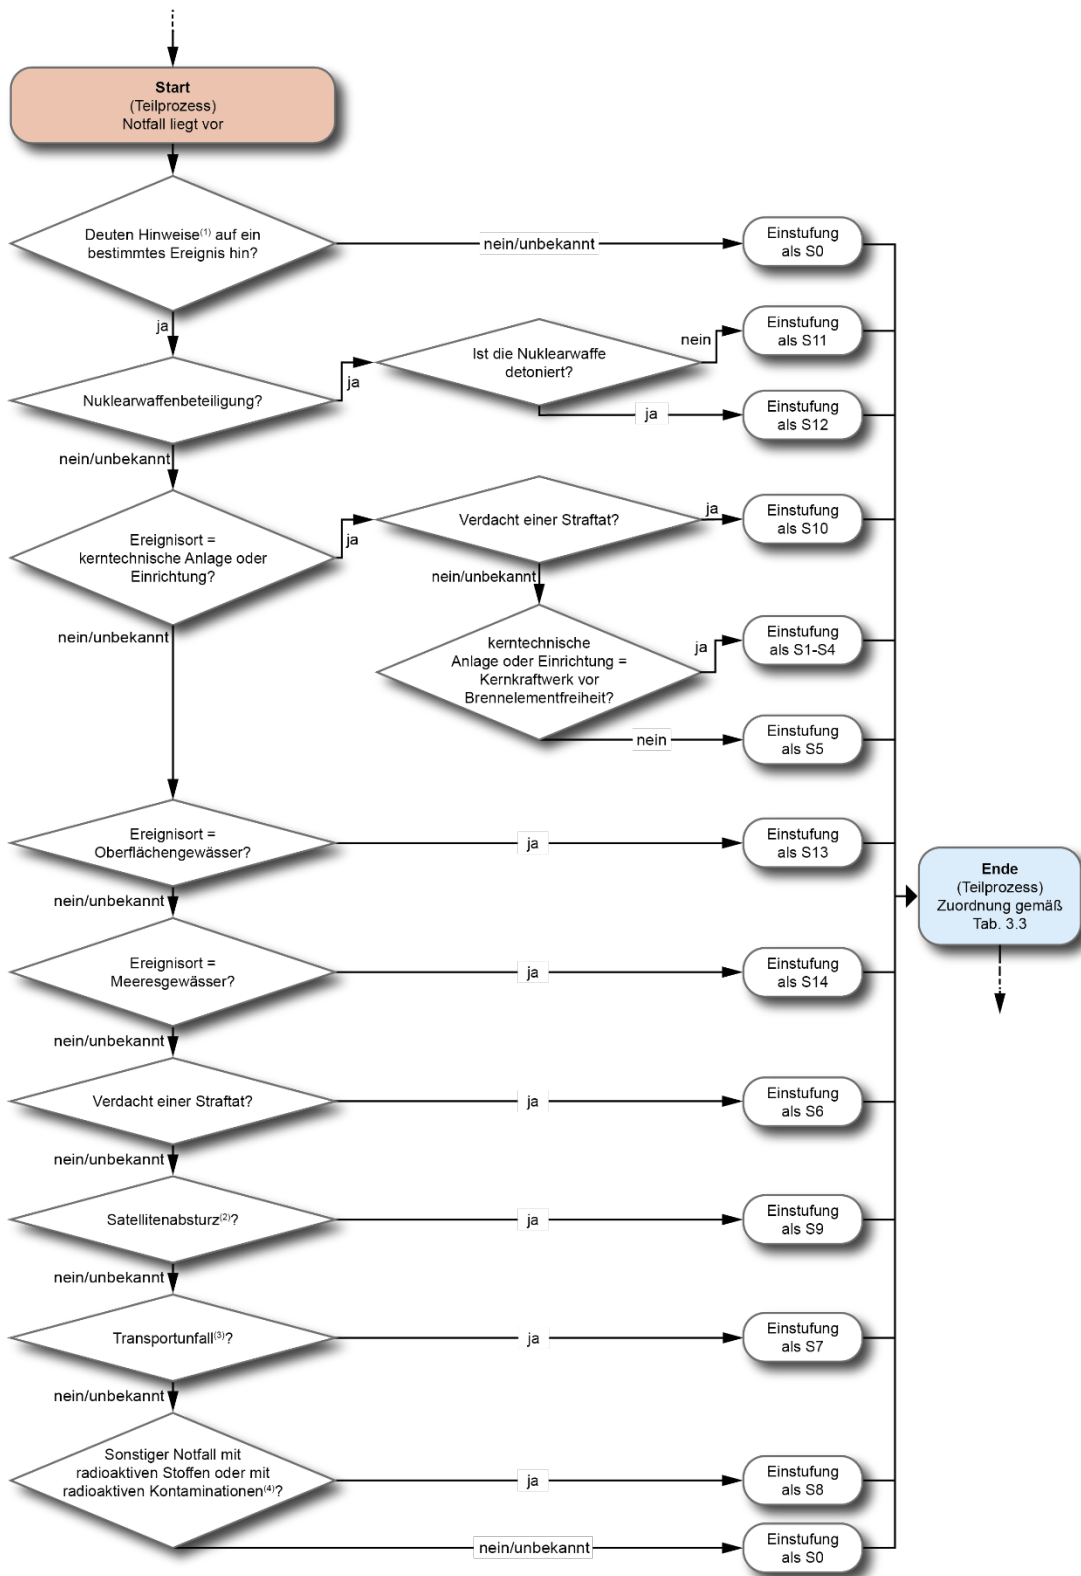 Start
(Teilprozess)
Notfall liegt vor
Deuten Hinweise(1) auf ein
bestimmtes Ereignis hin?
nein/unbekannt
Einstufung
als S0
ja
Nuklearwaffenbeteiligung?
ja
Ist die Nuklearwaffe
detoniert?
nein
Einstufung
als S11
ja
Einstufung
als S12
nein/unbekannt
Ereignisort =
kerntechnische Anlage oder
Einrichtung?
ja
Verdacht einer Straftat?
ja
Einstufung
als S10
nein/unbekannt
kerntechnische
Anlage oder Einrichtung =
Kernkraftwerk vor
Brennelementfreiheit?
ja
Einstufung
als S1-S4
nein
Einstufung
als S5
nein/unbekannt
Ereignisort =
Oberflächengewässer?
ja
Einstufung
als S13
Ende
(Teilprozess)
Zuordnung gemäß
Tab. 3.3
nein/unbekannt
Ereignisort =
Meeresgewässer?
ja
Einstufung
als S14
nein/unbekannt
Verdacht einer Straftat?
ja
Einstufung
als S6
nein/unbekannt
Satellitenabsturz(2)?
ja
Einstufung
als S9
nein/unbekannt
Transportunfall(3)?
ja
Einstufung
als S7
nein/unbekannt
Sonstiger Notfall mit
radioaktiven Stoffen oder mit
radioaktiven Kontaminationen(4)?
ja
Einstufung
als S8
nein/unbekannt
Einstufung
als S0